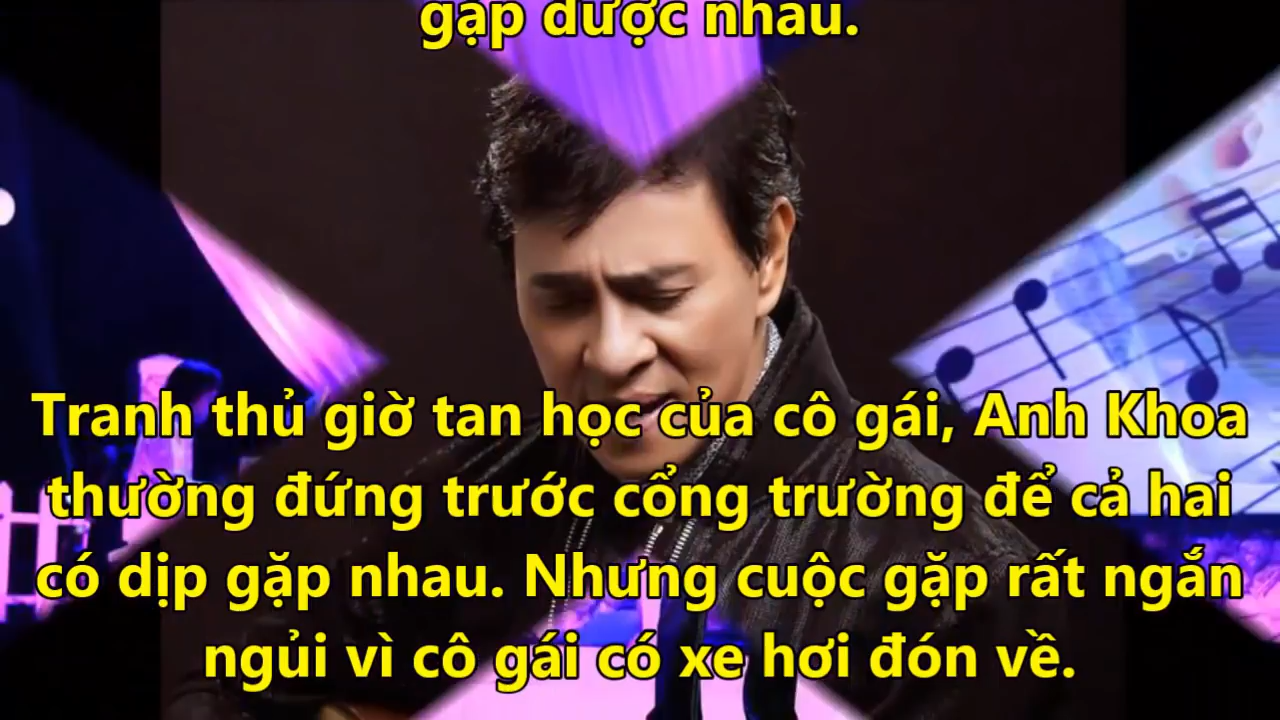 gặp được nhau.
Tranh thủ giờ tan học của cô gái, Anh Khoa
thường đứng trước cổng trường để cả hai
có dịp gặp nhau. Nhưng cuộc gặp rất ngắn
ngủi vì cô gái có xe hơi đón về.